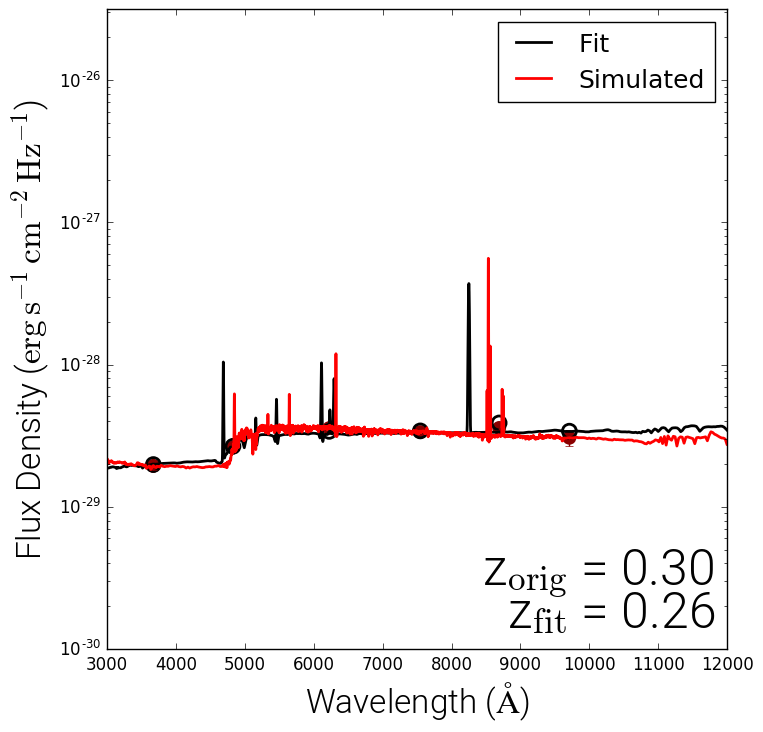 Fit
Simulated
10^-26
10^-27
10^-28
10^-29
10^-30
Flux Density (erg s^−1 cm^−2 Hz^−1)
z_orig = 0.30
z_fit = 0.26
3000 4000 5000 6000 7000 8000 9000 10000 11000 12000
Wavelength (Å)